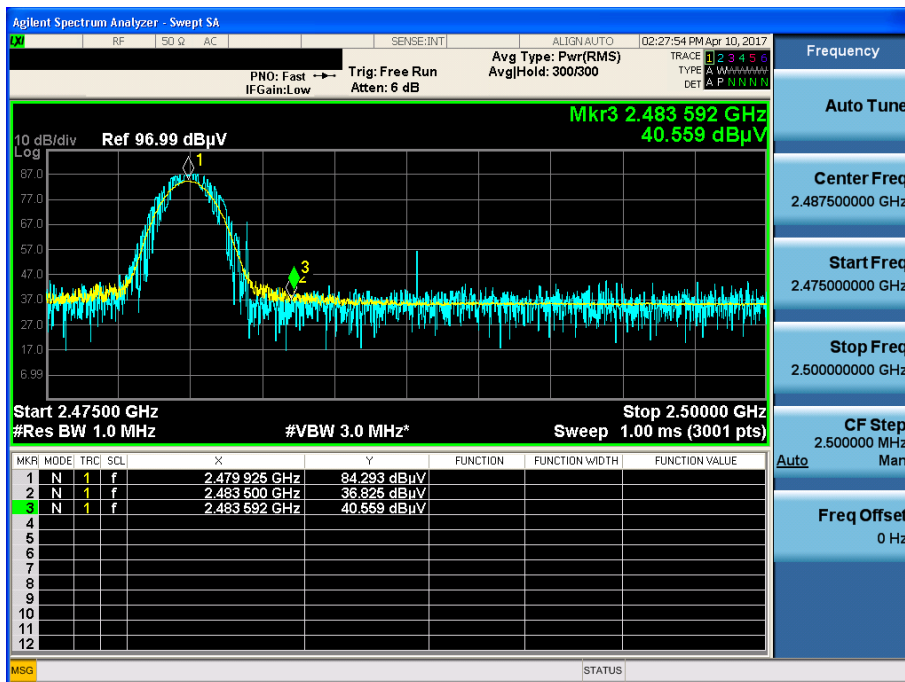 Agilent Spectrum Analyzer - Swept SA
LXI RF 50 Ω AC SENSE:INT ALIGN AUTO 02:27:54 PM Apr 10, 2017
PNO: Fast Trig: Free Run Avg Type: Pwr(RMS) TRACE 1 2 3 4 5 6
IFGain:Low Atten: 6 dB Avg|Hold: 300/300 TYPE A WWWWW
DET A P N N N N
Mkr3 2.483 592 GHz
40.559 dBµV
10 dB/div Ref 96.99 dBµV
Log
87.0
77.0
67.0
57.0
47.0
37.0
27.0
17.0
6.99
1
3
2
Start 2.47500 GHz Stop 2.50000 GHz
#Res BW 1.0 MHz #VBW 3.0 MHz* Sweep 1.00 ms (3001 pts)
MKR MODE TRC SCL X Y FUNCTION FUNCTION WIDTH FUNCTION VALUE
1 N 1 f 2.479 925 GHz 84.293 dBµV
2 N 1 f 2.483 500 GHz 36.825 dBµV
3 N 1 f 2.483 592 GHz 40.559 dBµV
4
5
6
7
8
9
10
11
12
MSG STATUS
Frequency
Auto Tune
Center Freq
2.487500000 GHz
Start Freq
2.475000000 GHz
Stop Freq
2.500000000 GHz
CF Step
2.500000 MHz
Auto Man
Freq Offset
0 Hz